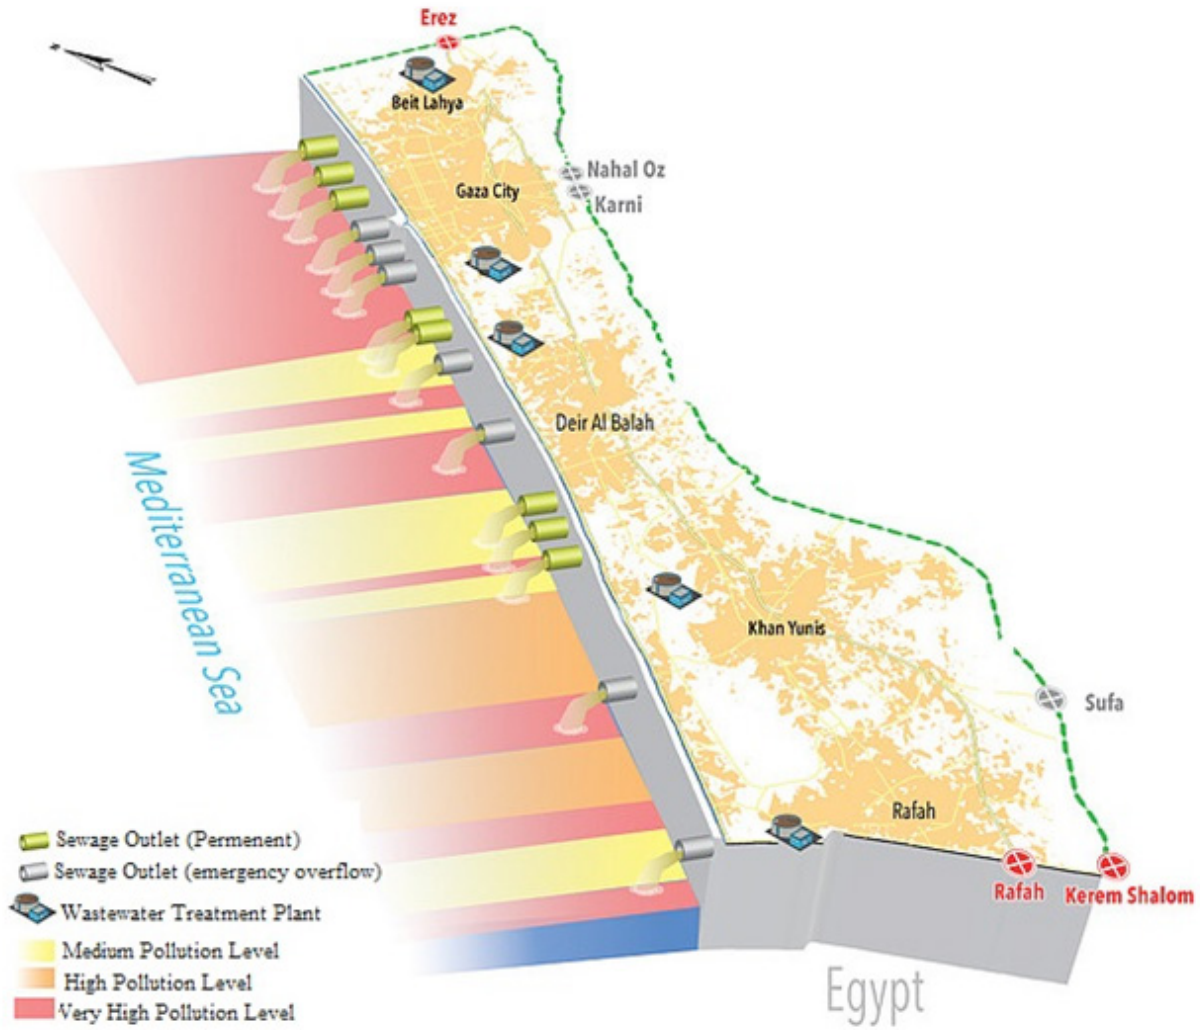 Erez
Beit Lahya
Nahal Oz
Gaza City
Karni
Deir Al Balah
Mediterranean Sea
Khan Yunis
Sufa
Rafah
Rafah
Kerem Shalom
Egypt
Sewage Outlet (Permenent)
Sewage Outlet (emergency overflow)
Wastewater Treatment Plant
Medium Pollution Level
High Pollution Level
Very High Pollution Level